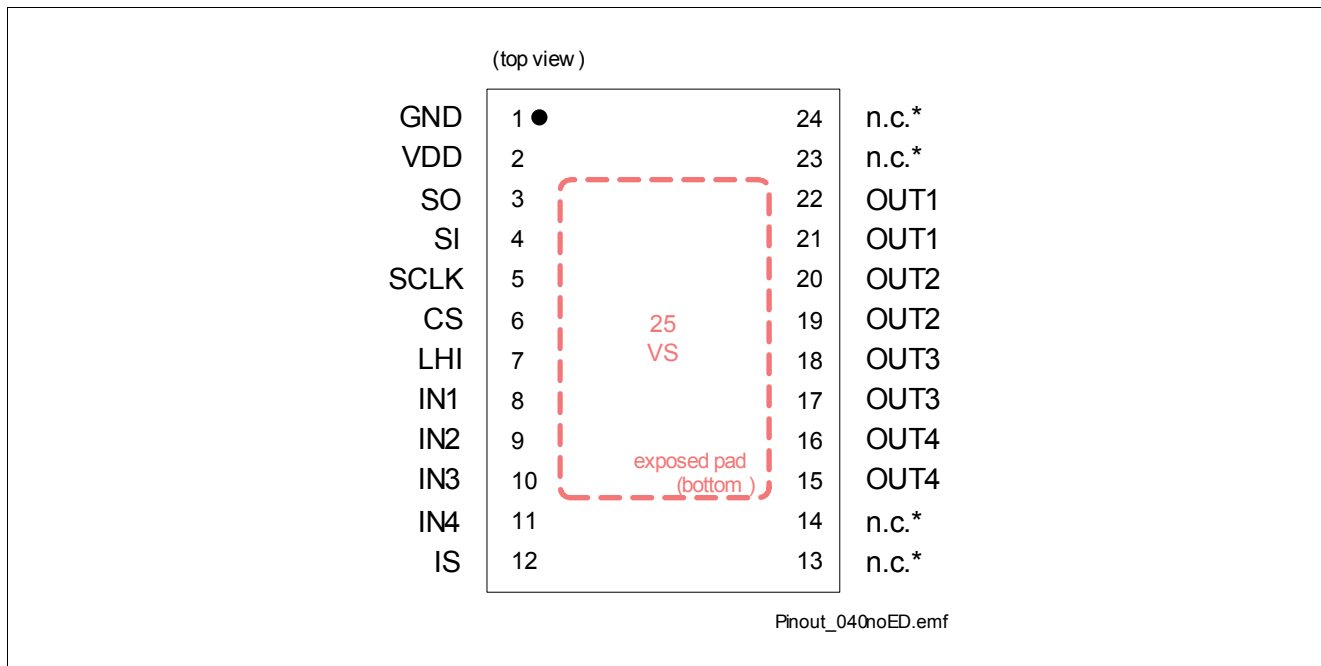 (top view)
GND 1 24 n.c.*
VDD 2 23 n.c.*
SO 3 22 OUT1
SI 4 21 OUT1
SCLK 5 20 OUT2
CS 6 19 OUT2
LHI 7 18 OUT3
IN1 8 17 OUT3
IN2 9 16 OUT4
IN3 10 15 OUT4
IN4 11 14 n.c.*
IS 12 13 n.c.*
25
VS
exposed pad
(bottom )
Pinout_040noED.emf